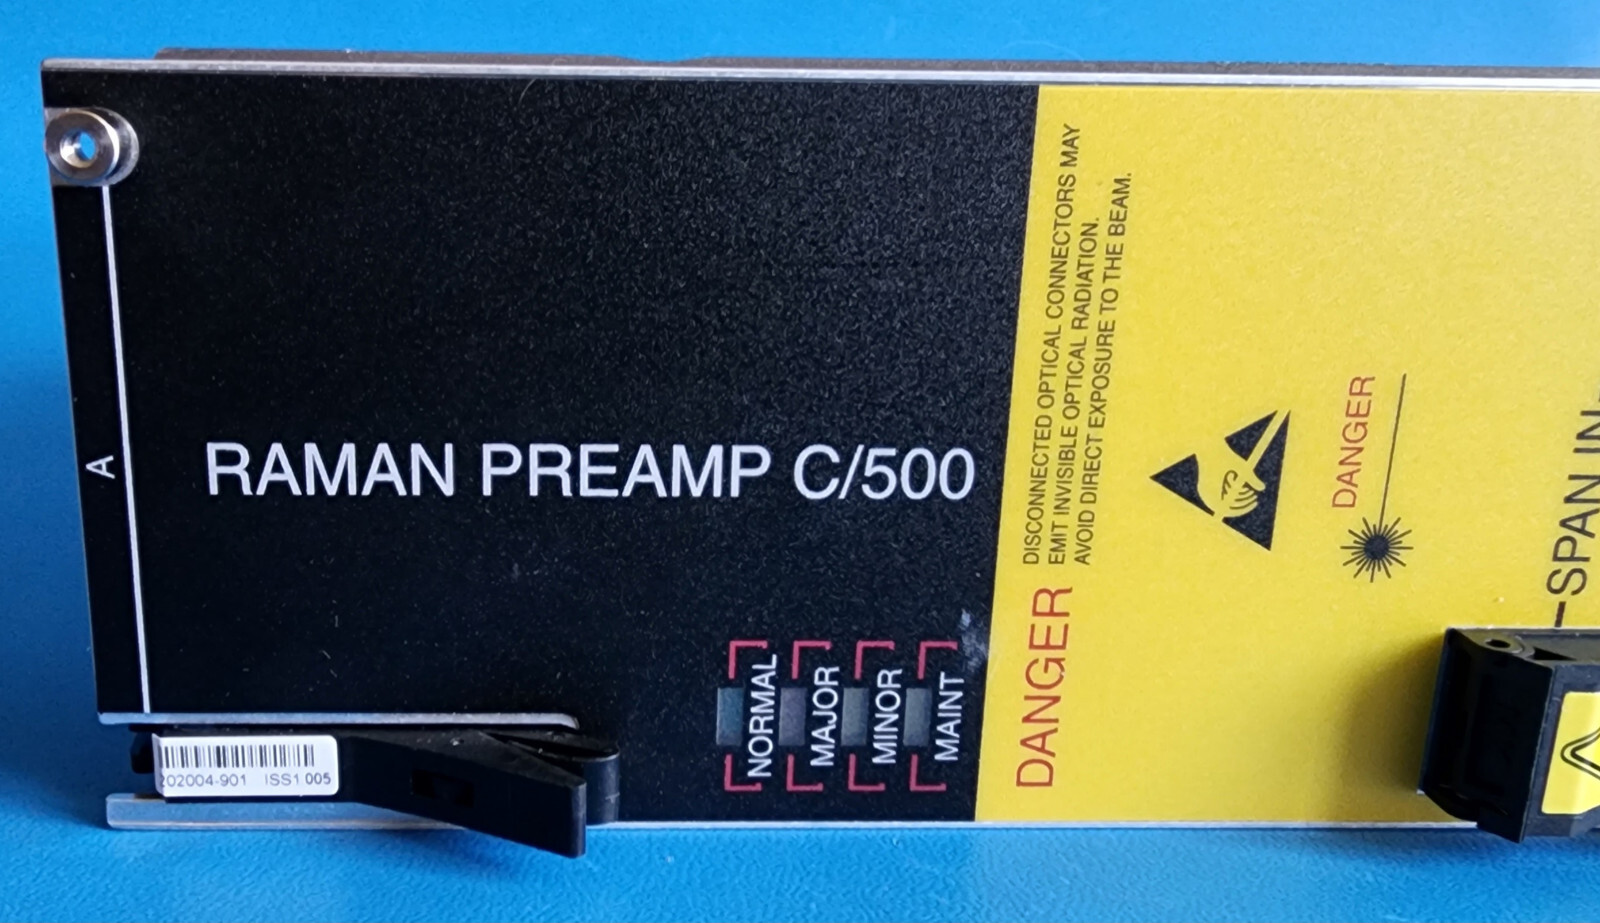 A
RAMAN PREAMP C/500
NORMAL
MAJOR
MINOR
MAINT
202004-901 ISS1 005
DANGER
DISCONNECTED OPTICAL CONNECTORS MAY
EMIT INVISIBLE OPTICAL RADIATION.
AVOID DIRECT EXPOSURE TO THE BEAM.
DANGER
SPAN IN